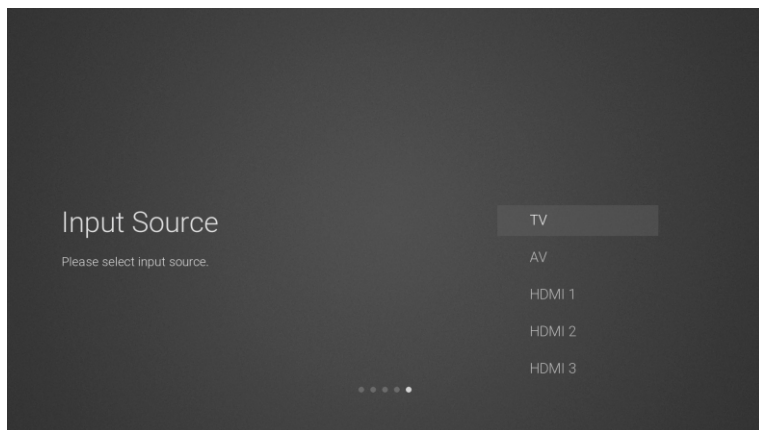 Input Source
Please select input source.
TV
AV
HDMI 1
HDMI 2
HDMI 3